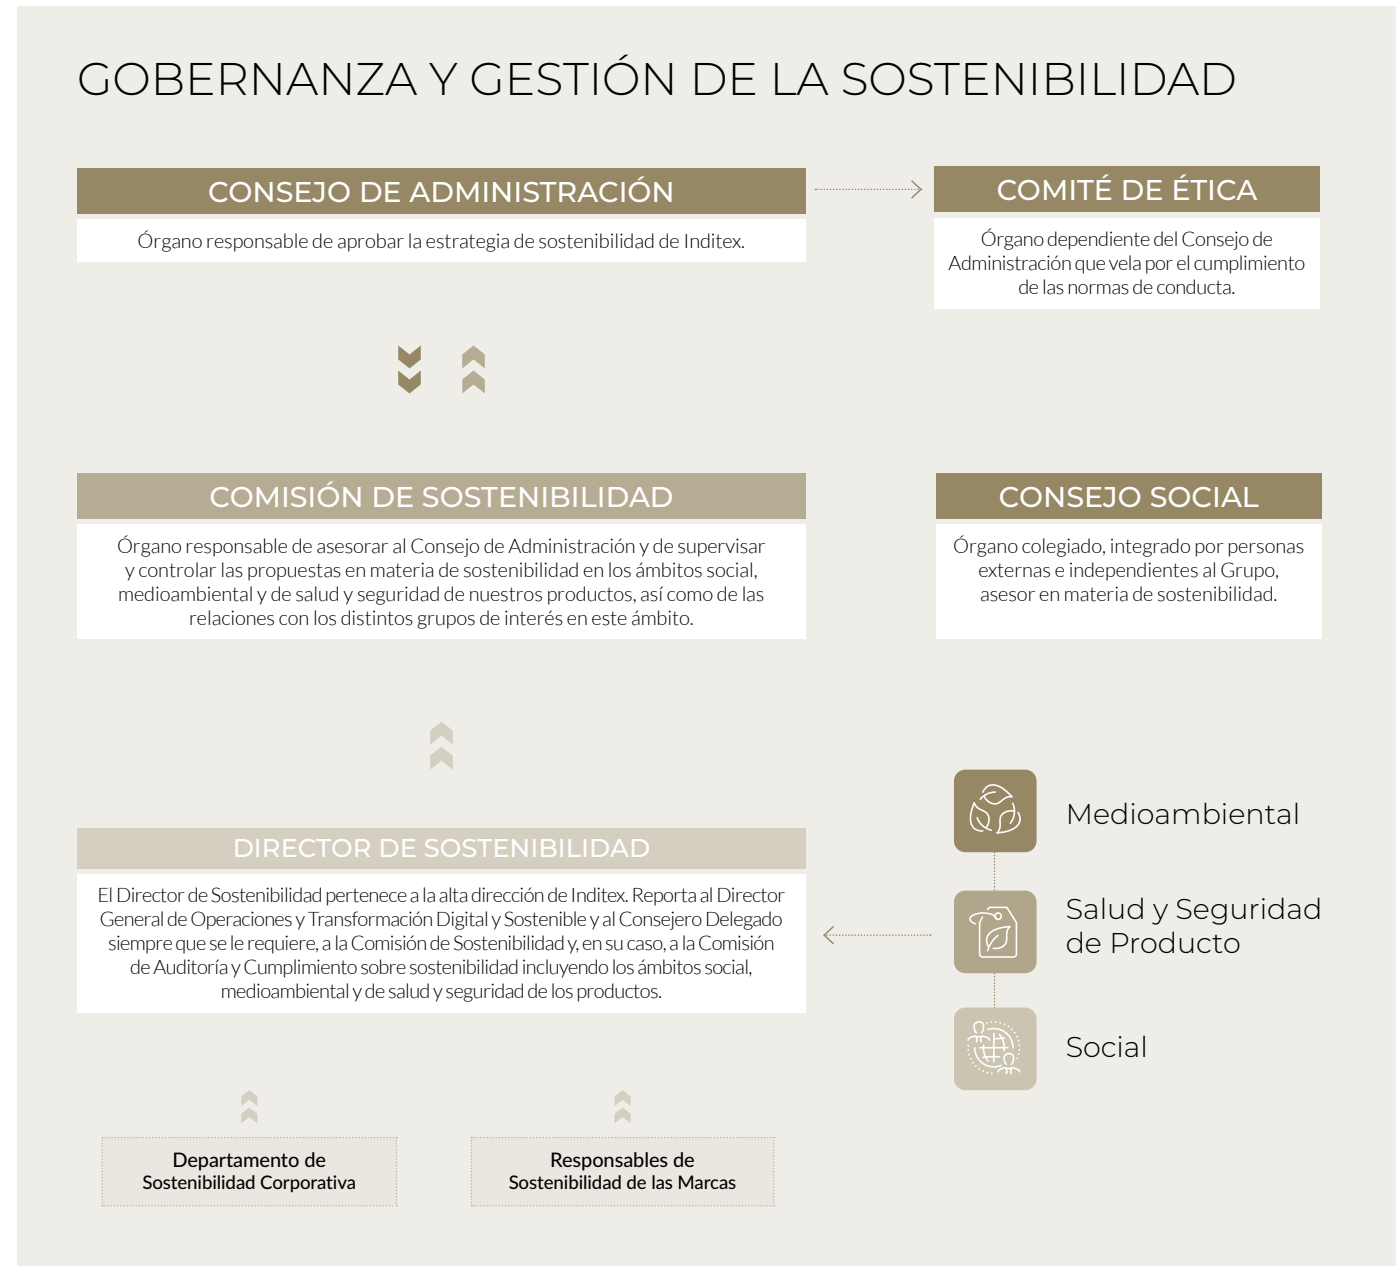 GOBERNANZA Y GESTIÓN DE LA SOSTENIBILIDAD
CONSEJO DE ADMINISTRACIÓN
Órgano responsable de aprobar la estrategia de sostenibilidad de Inditex.
COMITÉ DE ÉTICA
Órgano dependiente del Consejo de
Administración que vela por el cumplimiento
de las normas de conducta.
COMISIÓN DE SOSTENIBILIDAD
Órgano responsable de asesorar al Consejo de Administración y de supervisar
y controlar las propuestas en materia de sostenibilidad en los ámbitos social,
medioambiental y de salud y seguridad de nuestros productos, así como de las
relaciones con los distintos grupos de interés en este ámbito.
CONSEJO SOCIAL
Órgano colegiado, integrado por personas
externas e independientes al Grupo,
asesor en materia de sostenibilidad.
DIRECTOR DE SOSTENIBILIDAD
El Director de Sostenibilidad pertenece a la alta dirección de Inditex. Reporta al Director
General de Operaciones y Transformación Digital y Sostenible y al Consejero Delegado
siempre que se le requiere, a la Comisión de Sostenibilidad y, en su caso, a la Comisión
de Auditoría y Cumplimiento sobre sostenibilidad incluyendo los ámbitos social,
medioambiental y de salud y seguridad de los productos.
Medioambiental
Salud y Seguridad
de Producto
Social
Departamento de
Sostenibilidad Corporativa
Responsables de
Sostenibilidad de las Marcas